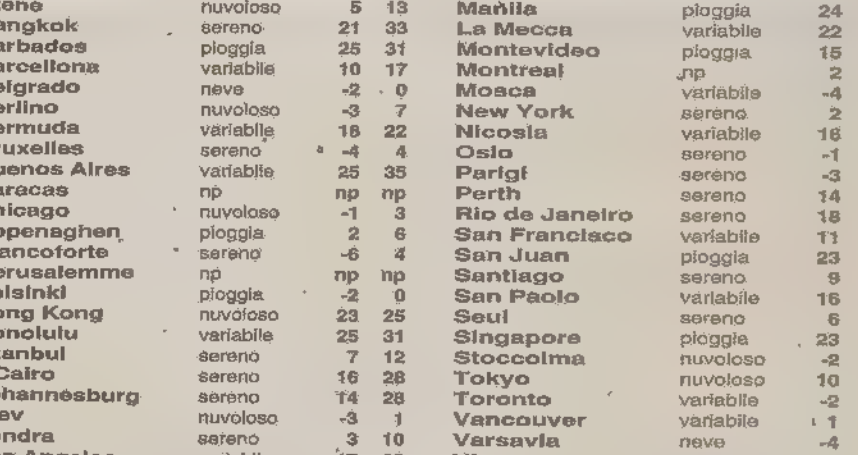 nuvoloso 5 13
angkok sereno 21 33
arbados pioggia 25 31
arcellona variabile 10 17
elgrado neve -2 0
erlino nuvoloso -3 7
ermuda variabile 18 22
ruxelles sereno -4 4
uenos Aires variabile 25 35
aracas np np np
hicago nuvoloso -1 3
openaghen pioggia 2 6
ancoforte sereno -6 4
erusalemme np np np
elsinki pioggia -2 0
ong Kong nuvoloso 23 25
onolulu variabile 25 31
tanbul sereno 7 12
Cairo sereno 16 28
ohannesburg sereno 14 28
ev nuvoloso -3 1
ondra sereno 3 10
Manila pioggia 24
La Mecca variabile 22
Montevideo pioggia 15
Montreal np 2
Mosca variabile -4
New York sereno 2
Nicosia variabile 16
Oslo sereno -1
Parigi sereno -3
Perth sereno 14
Rio de Janeiro sereno 18
San Francisco variabile 11
San Juan pioggia 23
Santiago sereno 9
San Paolo variabile 16
Seul sereno 6
Singapore pioggia 23
Stoccolma nuvoloso -2
Tokyo nuvoloso 10
Toronto variabile -2
Vancouver variabile 1
Varsavia neve -4